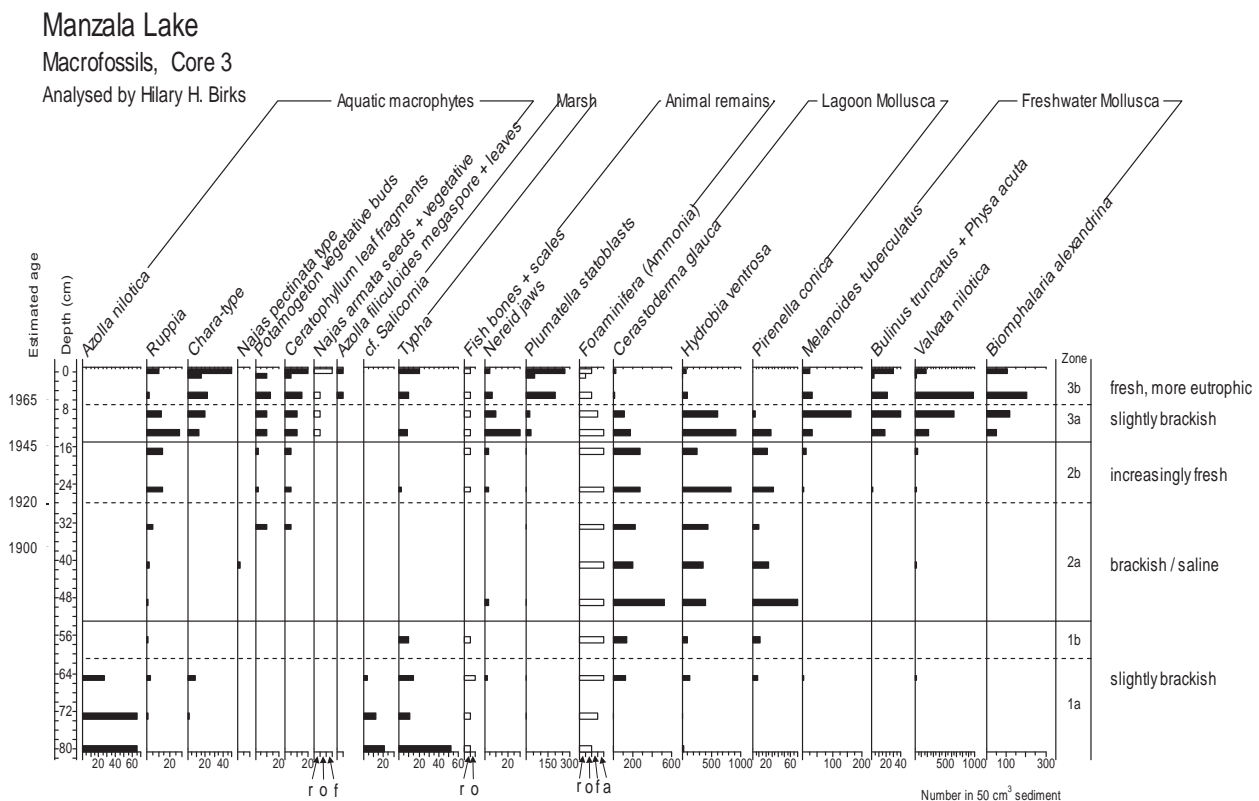 Manzala Lake
Macrofossils, Core 3
Analysed by Hilary H. Birks
Aquatic macrophytes
Marsh
Animal remains
Lagoon Mollusca
Freshwater Mollusca
Estimated age
Depth (cm)
Azolla nilotica
Ruppia
Chara-type
Najas pectinata type
Potamogeton vegetative buds
Ceratophyllum leaf fragments
Najas armata seeds + vegetative
Azolla filiculoides megaspore + leaves
cf. Salicornia
Typha
Fish bones + scales
Nereid jaws
Plumatella statoblasts
Foraminifera (Ammonia)
Cerastoderma glauca
Hydrobia ventrosa
Pirenella conica
Melanoides tuberculatus
Bulinus truncatus + Physa acuta
Valvata nilotica
Biomphalaria alexandrina
Zone
0
3b
fresh, more eutrophic
1965
8
3a
slightly brackish
1945
16
2b
increasingly fresh
24
1920
32
1900
40
2a
brackish / saline
48
56
1b
64
slightly brackish
72
1a
80
20 40 60
20
20 40
20
20
20
20 40 60
20
150 300
200 600
500 1000
20 60
100 200
20 40
500 1000
100 300
r o f
r o
r o f a
Number in 50 cm3 sediment